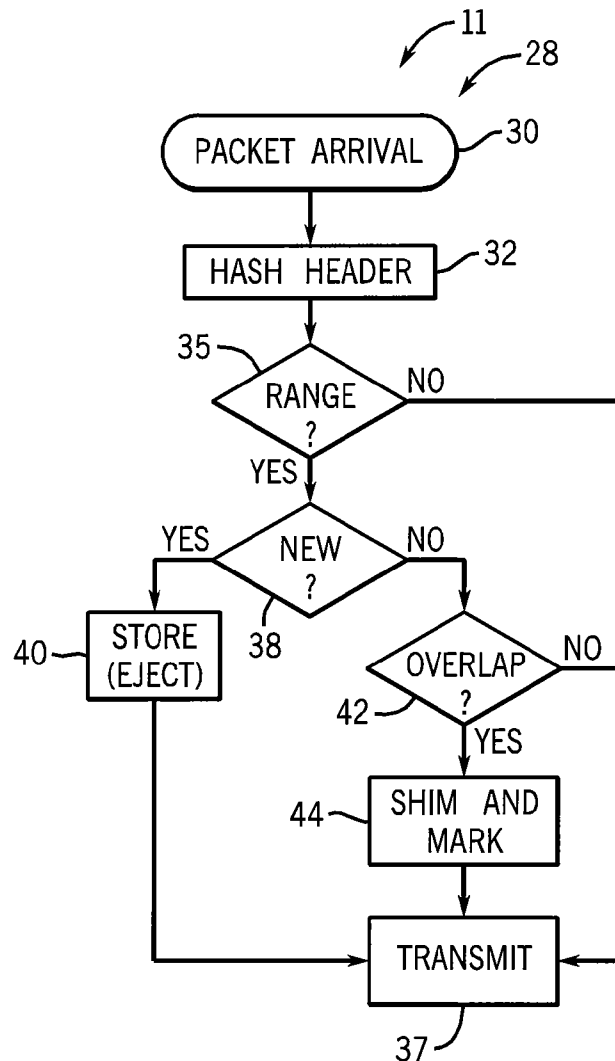 11
28
PACKET ARRIVAL
30
HASH HEADER
32
35
RANGE
?
NO
YES
YES
NEW
?
NO
38
40
STORE
(EJECT)
OVERLAP
?
NO
42
YES
44
SHIM AND
MARK
TRANSMIT
37